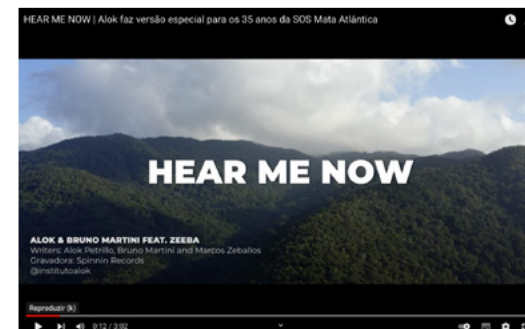 HEAR ME NOW | Alok faz versão especial para os 35 anos da SOS Mata Atlântica
HEAR ME NOW
ALOK & BRUNO MARTINI FEAT. ZEEBA
Writers: Alok Petrillo, Bruno Martini and Marcos Zeballos
Gravadora: Spinnin Records
@institutoalok
Reproduzir (k)
0:12 / 3:02